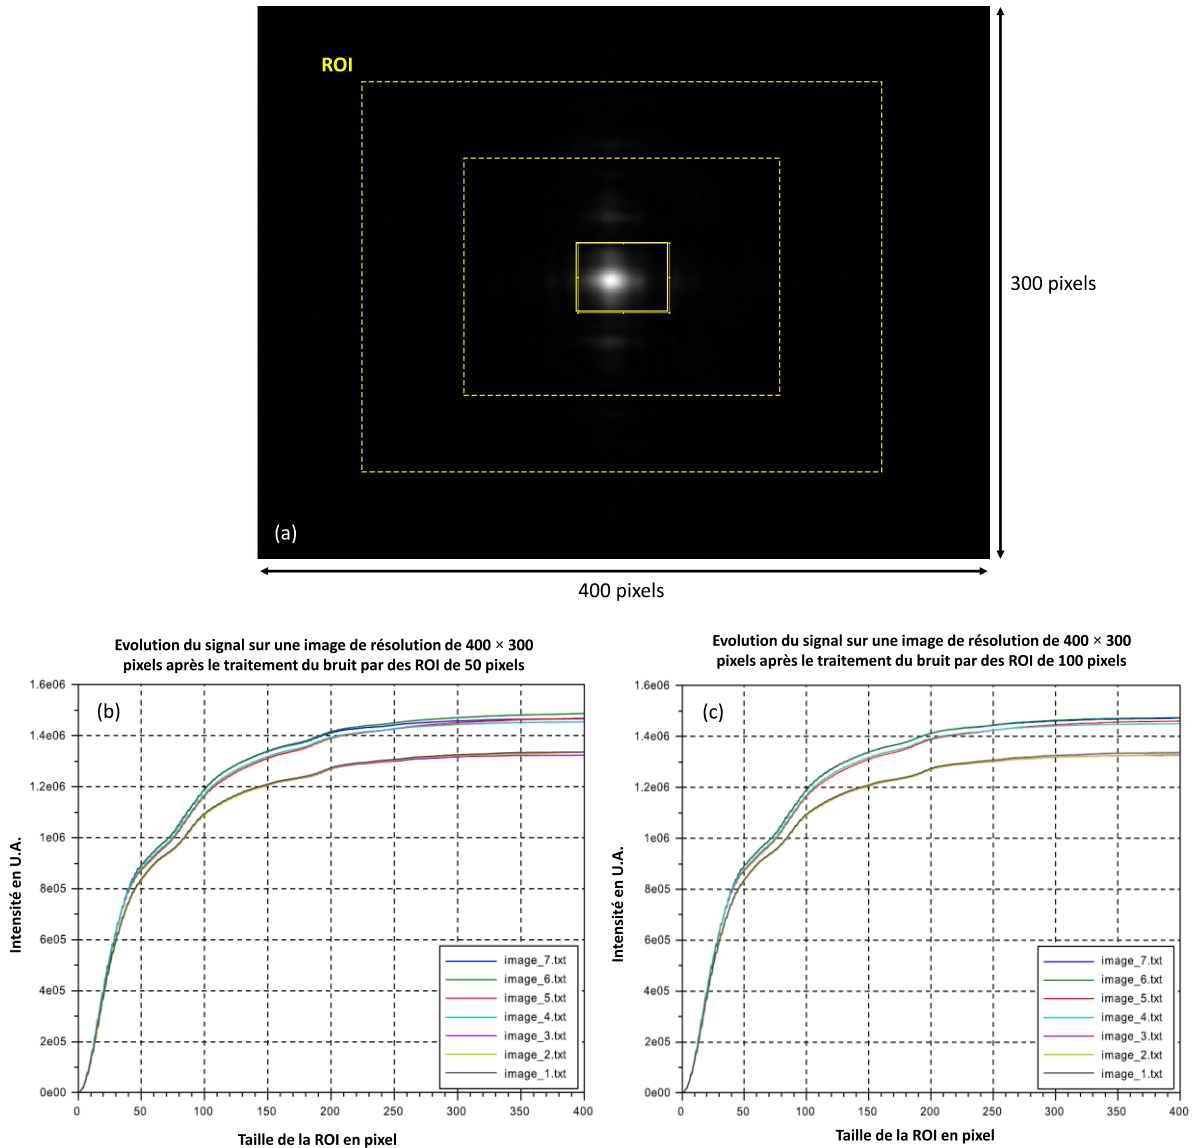 ROI
300 pixels
(a)
400 pixels
Evolution du signal sur une image de résolution de 400 × 300
pixels après le traitement du bruit par des ROI de 50 pixels
(b)
1.6e06
1.4e06
1.2e06
1e06
8e05
6e05
4e05
2e05
0e00
Intensité en U.A.
image_7.txt
image_6.txt
image_5.txt
image_4.txt
image_3.txt
image_2.txt
image_1.txt
0 50 100 150 200 250 300 350 400
Taille de la ROI en pixel
Evolution du signal sur une image de résolution de 400 × 300
pixels après le traitement du bruit par des ROI de 100 pixels
(c)
1.6e06
1.4e06
1.2e06
1e06
8e05
6e05
4e05
2e05
0e00
Intensité en U.A.
image_7.txt
image_6.txt
image_5.txt
image_4.txt
image_3.txt
image_2.txt
image_1.txt
0 50 100 150 200 250 300 350 400
Taille de la ROI en pixel